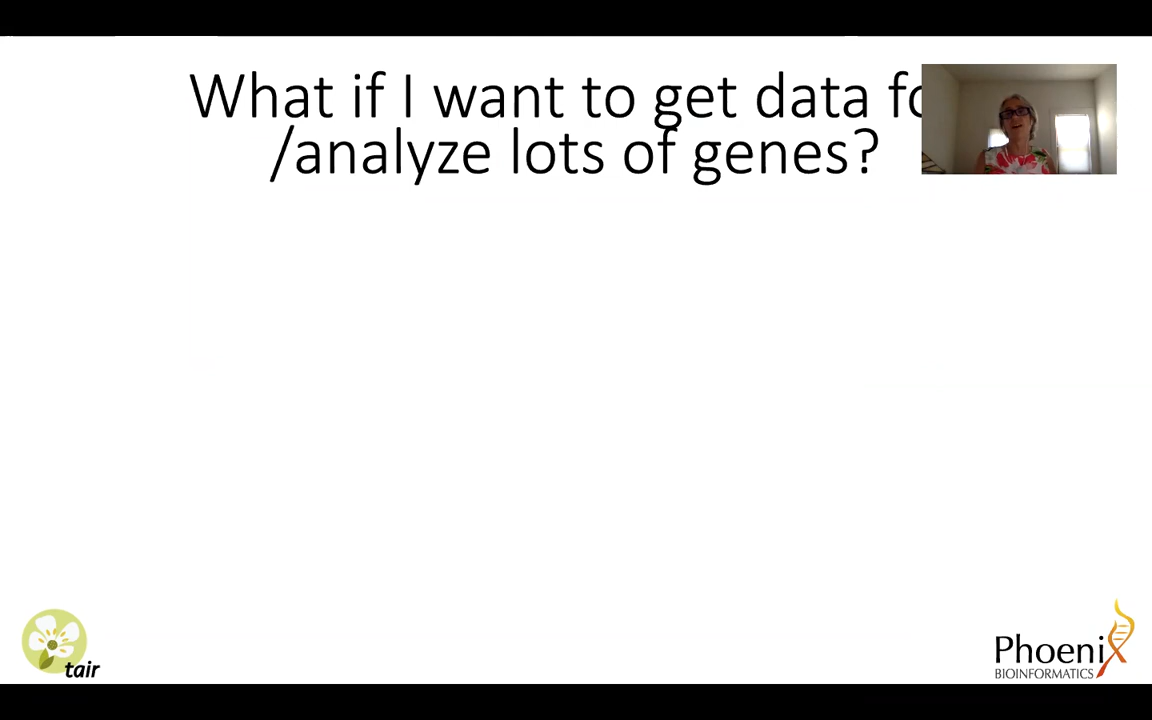 What if I want to get data fo
/analyze lots of genes?
tair
Phoenix
BIOINFORMATICS